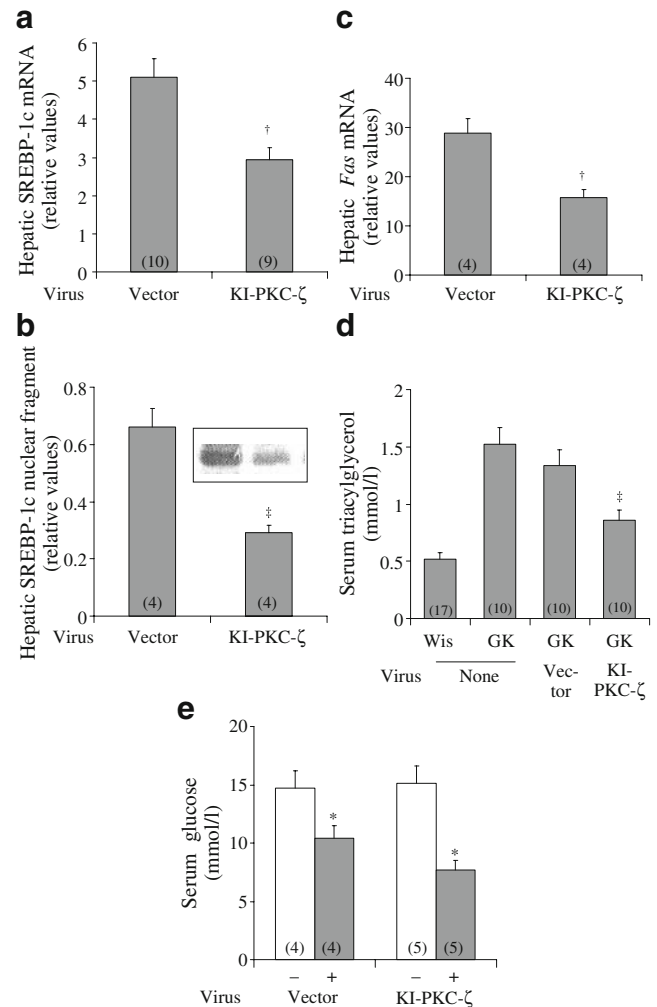 a
Hepatic SREBP-1c mRNA
(relative values)
6
5
4
3
2
1
0
†
(10)
(9)
Virus
Vector
KI-PKC-ζ
c
Hepatic Fas mRNA
(relative values)
40
30
20
10
0
†
(4)
(4)
Virus
Vector
KI-PKC-ζ
b
Hepatic SREBP-1c nuclear fragment
(relative values)
0.8
0.6
0.4
0.2
0
‡
(4)
(4)
Virus
Vector
KI-PKC-ζ
d
Serum triacylglycerol
(mmol/l)
2
1.5
1
0.5
0
‡
(17)
(10)
(10)
(10)
Wis
GK
GK
GK
Virus
None
Vec-
tor
KI-
PKC-ζ
e
Serum glucose
(mmol/l)
20
15
10
5
0
*
*
(4)
(4)
(5)
(5)
–
+
–
+
Virus
Vector
KI-PKC-ζ